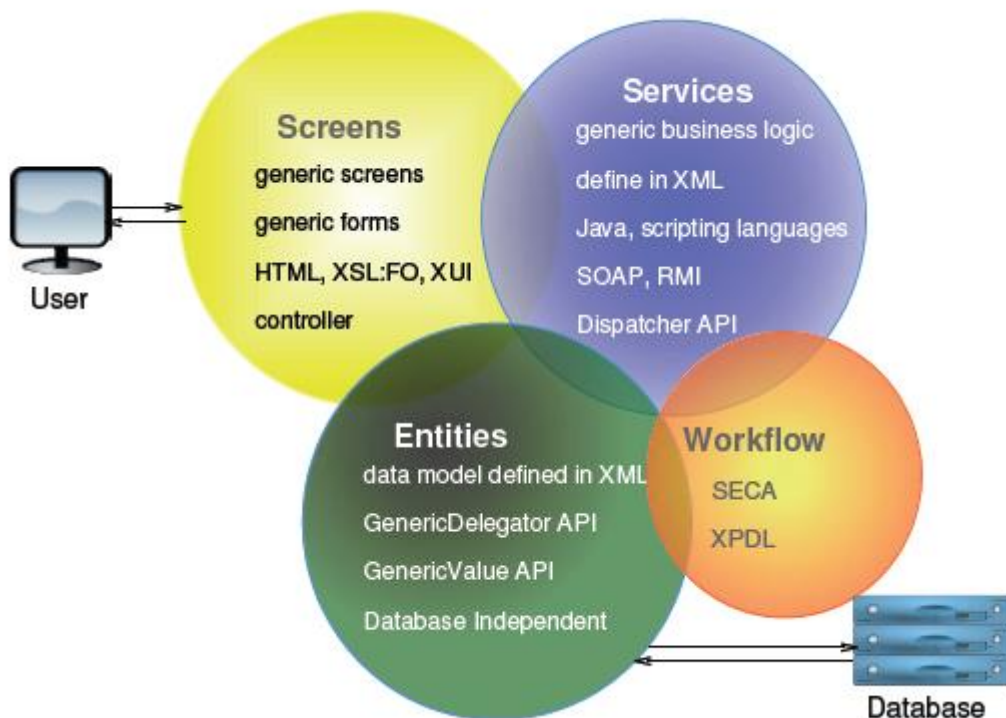 Screens
generic screens
generic forms
HTML, XSL:FO, XUI
controller
Services
generic business logic
define in XML
Java, scripting languages
SOAP, RMI
Dispatcher API
User
Entities
data model defined in XML
GenericDelegator API
GenericValue API
Database Independent
Workflow
SECA
XPDL
Database